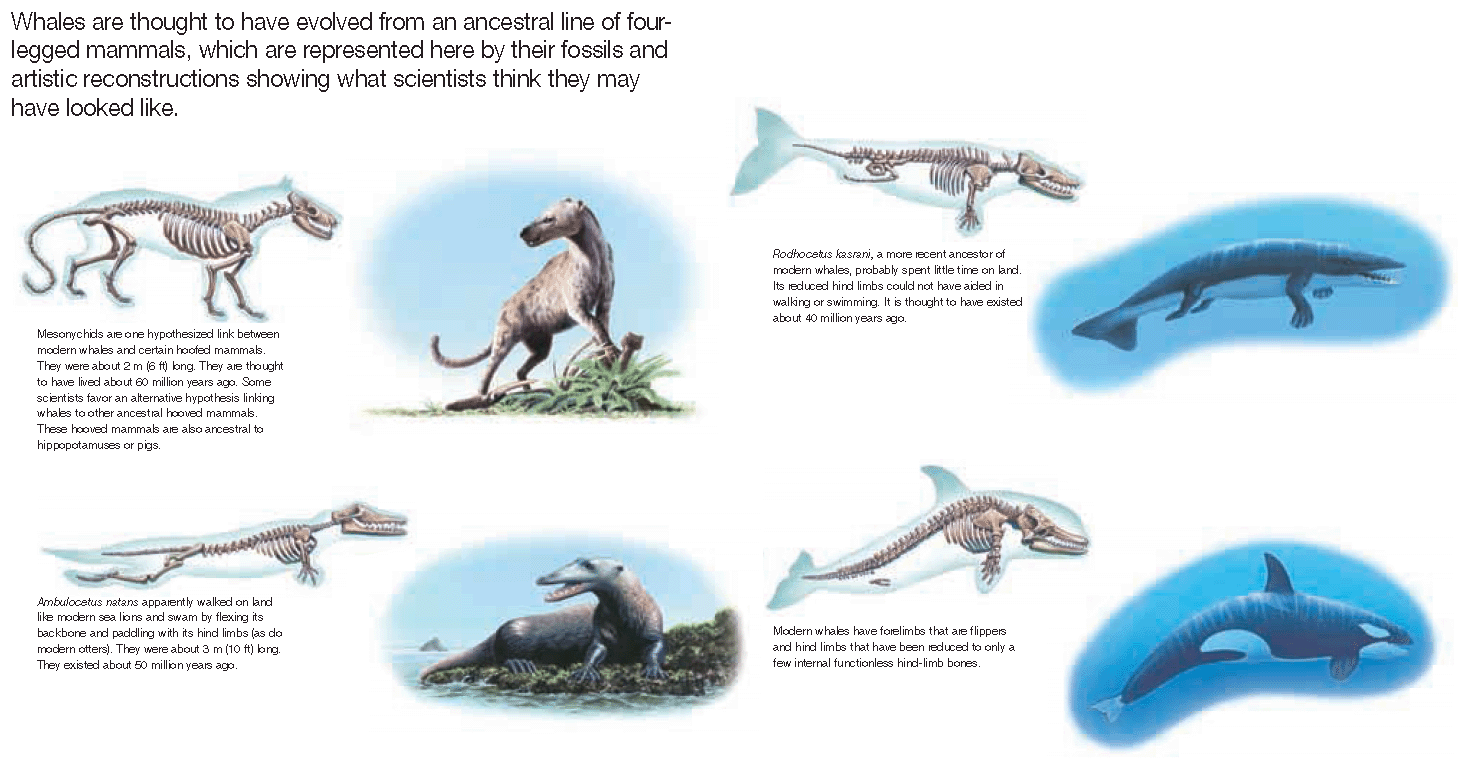 Whales are thought to have evolved from an ancestral line of four-
legged mammals, which are represented here by their fossils and
artistic reconstructions showing what scientists think they may
have looked like.
Mesonychids are one hypothesized link between
modern whales and certain hoofed mammals.
They were about 2 m (6 ft) long. They are thought
to have lived about 60 million years ago. Some
scientists favor an alternative hypothesis linking
whales to other ancestral hooved mammals.
These hooved mammals are also ancestral to
hippopotamuses or pigs.
Ambulocetus natans apparently walked on land
like modern sea lions and swam by flexing its
backbone and paddling with its hind limbs (as do
modern otters). They were about 3 m (10 ft) long.
They existed about 50 million years ago.
Rodhocetus kasrani, a more recent ancestor of
modern whales, probably spent little time on land.
Its reduced hind limbs could not have aided in
walking or swimming. It is thought to have existed
about 40 million years ago.
Modern whales have forelimbs that are flippers
and hind limbs that have been reduced to only a
few internal functionless hind-limb bones.